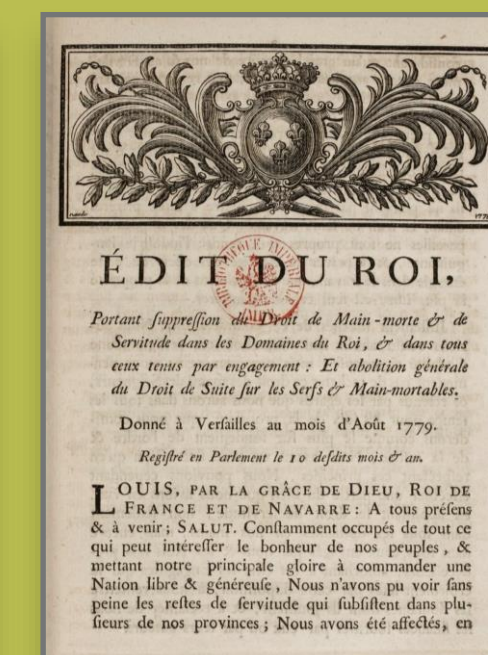 ÉDIT DU ROI,
Portant suppreſſion du Droit de Main-morte & de
Servitude dans les Domaines du Roi, & dans tous
ceux tenus par engagement : Et abolition générale
du Droit de Suite ſur les Serfs & Main-mortables.
Donné à Verſailles au mois d'Août 1779.
Regiſtré en Parlement le 10 deſdits mois & an.
LOUIS, PAR LA GRÂCE DE DIEU, ROI DE
FRANCE ET DE NAVARRE : A tous préſens
& à venir ; SALUT. Conſtamment occupés de tout ce
qui peut intéreſſer le bonheur de nos peuples, &
mettant notre principale gloire à commander une
Nation libre & généreuſe, Nous n'avons pu voir ſans
peine les reſtes de ſervitude qui ſubſiſtent dans plu-
ſieurs de nos provinces ; Nous avons été affectés, en